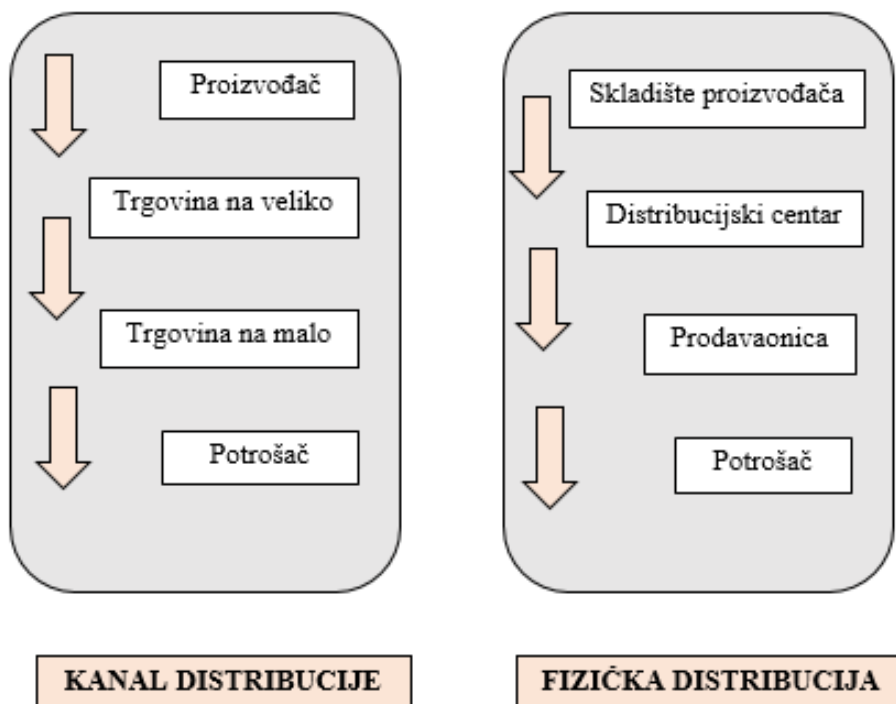 Proizvođač
Trgovina na veliko
Trgovina na malo
Potrošač
KANAL DISTRIBUCIJE
Skladište proizvođača
Distribucijski centar
Prodavaonica
Potrošač
FIZIČKA DISTRIBUCIJA